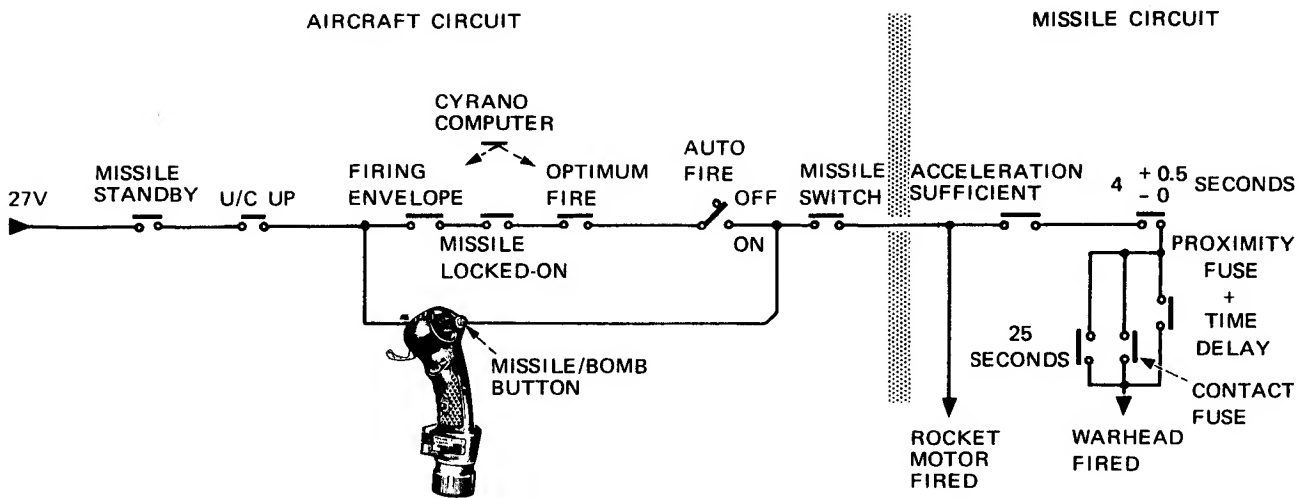 AIRCRAFT CIRCUIT
MISSILE CIRCUIT
CYRANO
COMPUTER
27V
MISSILE
STANDBY
U/C UP
FIRING
ENVELOPE
MISSILE
LOCKED-ON
OPTIMUM
FIRE
AUTO
FIRE
OFF
ON
MISSILE
SWITCH
ACCELERATION
SUFFICIENT
4 + 0.5 SECONDS
- 0
PROXIMITY
FUSE
+
TIME
DELAY
25
SECONDS
CONTACT
FUSE
MISSILE/BOMB
BUTTON
ROCKET
MOTOR
FIRED
WARHEAD
FIRED